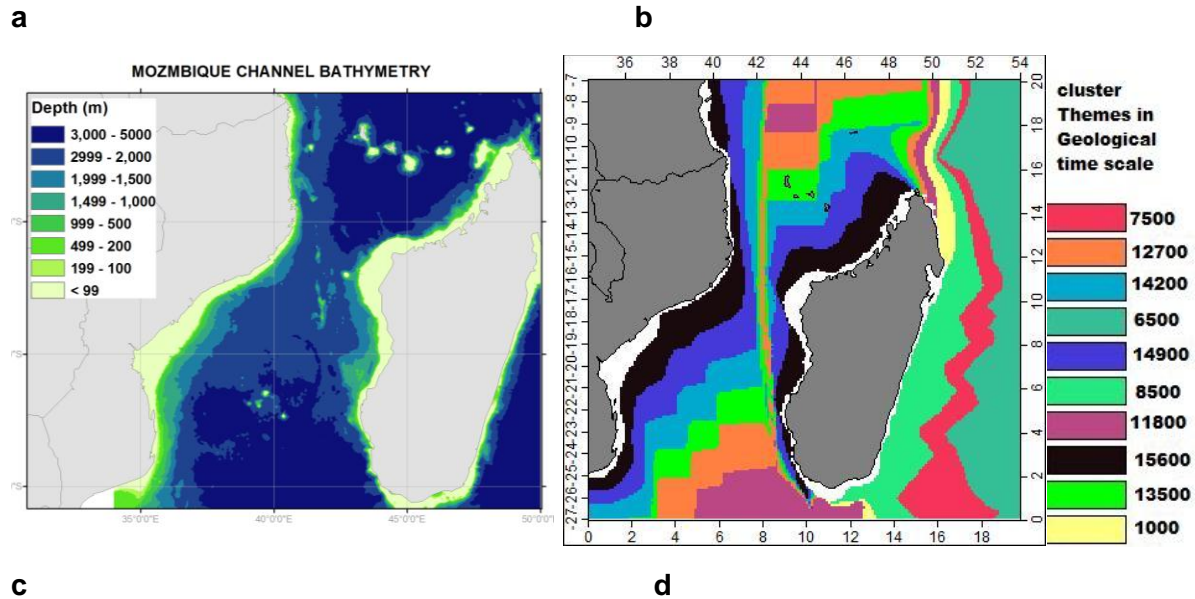 a
b
MOZMBIQUE CHANNEL BATHYMETRY
Depth (m)
3,000 - 5000
2999 - 2,000
1,999 -1,500
1,499 - 1,000
999 - 500
499 - 200
199 - 100
< 99
35°0'0"E
40°0'0"E
45°0'0"E
36 38 40 42 44 46 48 50 52 54
-27-26-25-24-23-22-21-20-19-18-17-16-15-14-13-12-11-10-9 -8 -7
0 2 4 6 8 10 12 14 16 18 20
0 2 4 6 8 10 12 14 16 18
cluster
Themes in
Geological
time scale
7500
12700
14200
6500
14900
8500
11800
15600
13500
1000
c
d